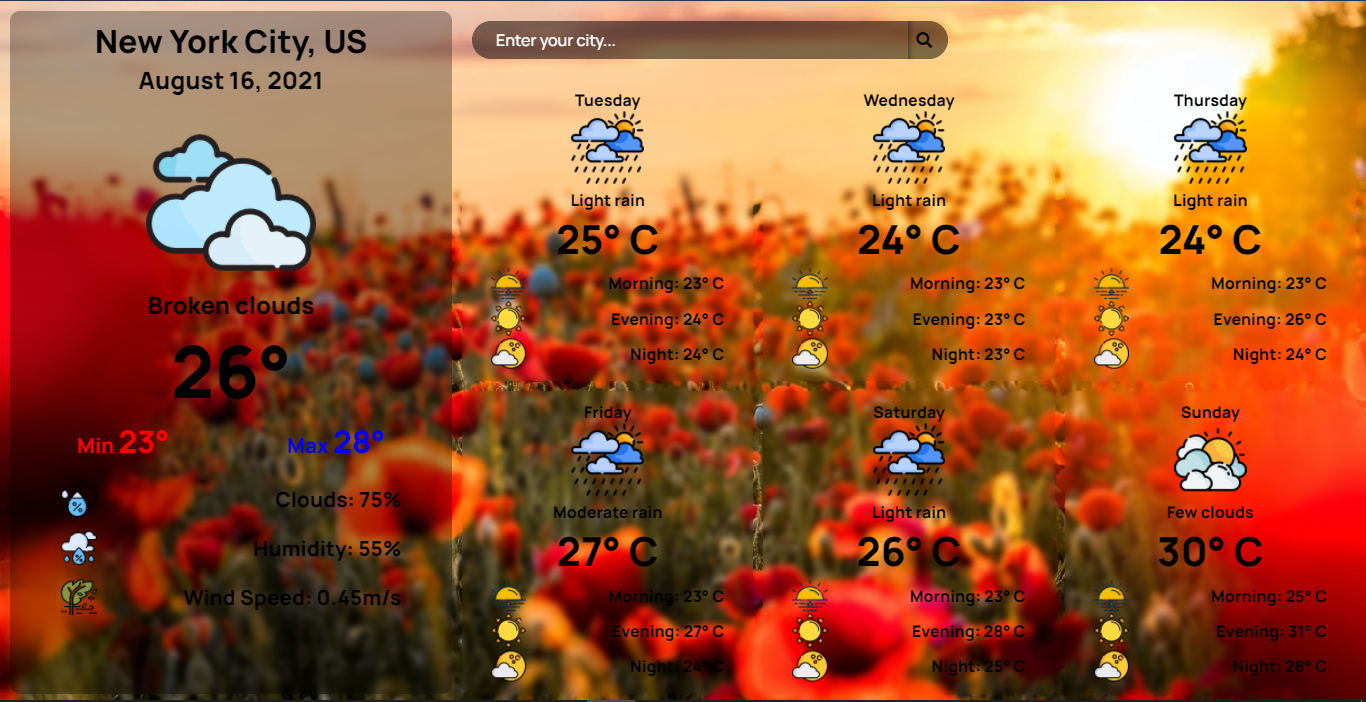 New York City, US
August 16, 2021
Broken clouds
26°
Min 23° Max 28°
Clouds: 75%
Humidity: 55%
Wind Speed: 0.45m/s
Enter your city...
Tuesday
Light rain
25° C
Morning: 23° C
Evening: 24° C
Night: 24° C
Wednesday
Light rain
24° C
Morning: 23° C
Evening: 23° C
Night: 23° C
Thursday
Light rain
24° C
Morning: 23° C
Evening: 26° C
Night: 24° C
Friday
Moderate rain
27° C
Morning: 23° C
Evening: 27° C
Night: 24° C
Saturday
Light rain
26° C
Morning: 23° C
Evening: 28° C
Night: 25° C
Sunday
Few clouds
30° C
Morning: 25° C
Evening: 31° C
Night: 28° C